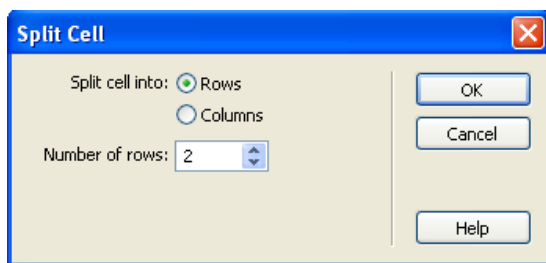 Split Cell
Split cell into: Rows
Columns
Number of rows: 2
OK
Cancel
Help